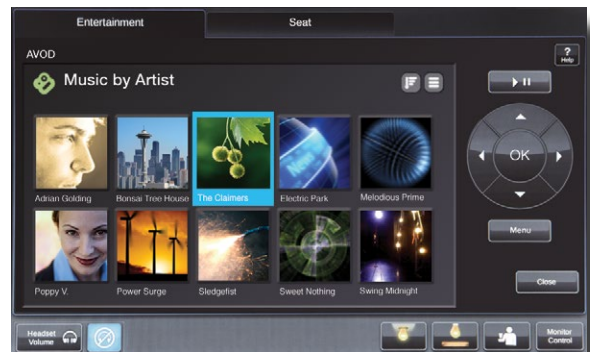 Entertainment
Seat
AVOD
?
Help
Music by Artist
OK
Adrian Golding
Bonsai Tree House
The Claimers
Electric Park
Melodious Prime
Menu
Poppy V.
Power Surge
Sledgefist
Sweet Nothing
Swing Midnight
Close
Headset
Volume
Monitor
Control